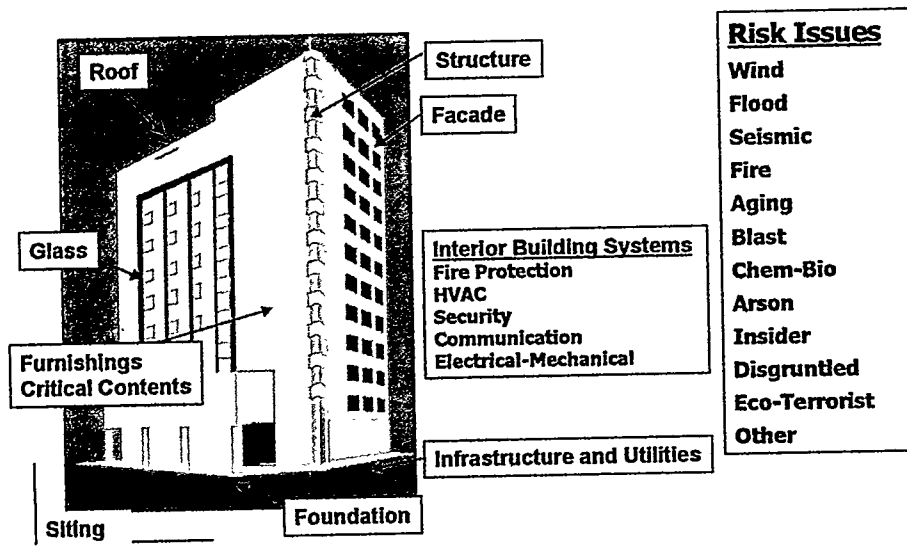 Roof
Structure
Facade
Glass
Furnishings
Critical Contents
Interior Building Systems
Fire Protection
HVAC
Security
Communication
Electrical-Mechanical
Infrastructure and Utilities
Foundation
Siting
Risk Issues
Wind
Flood
Seismic
Fire
Aging
Blast
Chem-Bio
Arson
Insider
Disgruntled
Eco-Terrorist
Other